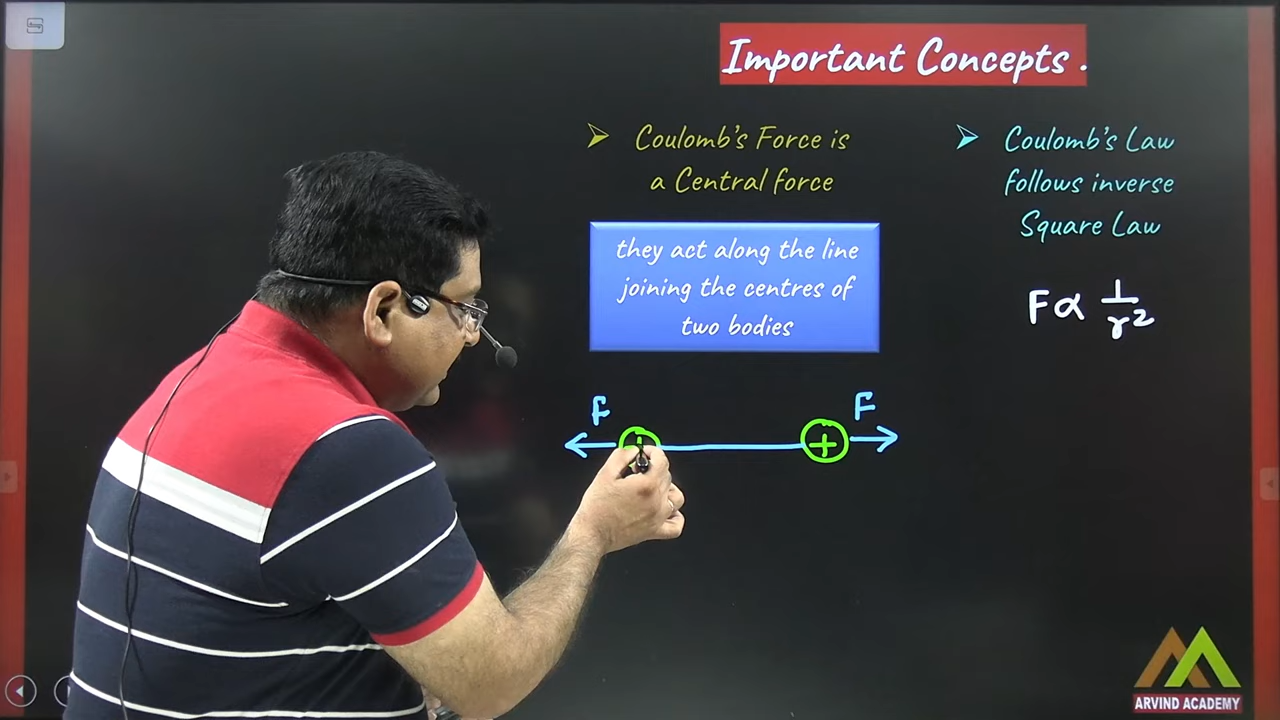 Important Concepts.
➢ Coulomb's Force is
a Central force
they act along the line
joining the centres of
two bodies
F
F
+
+
➢ Coulomb's Law
follows inverse
Square Law
F∝ 1/r²
ARVIND ACADEMY